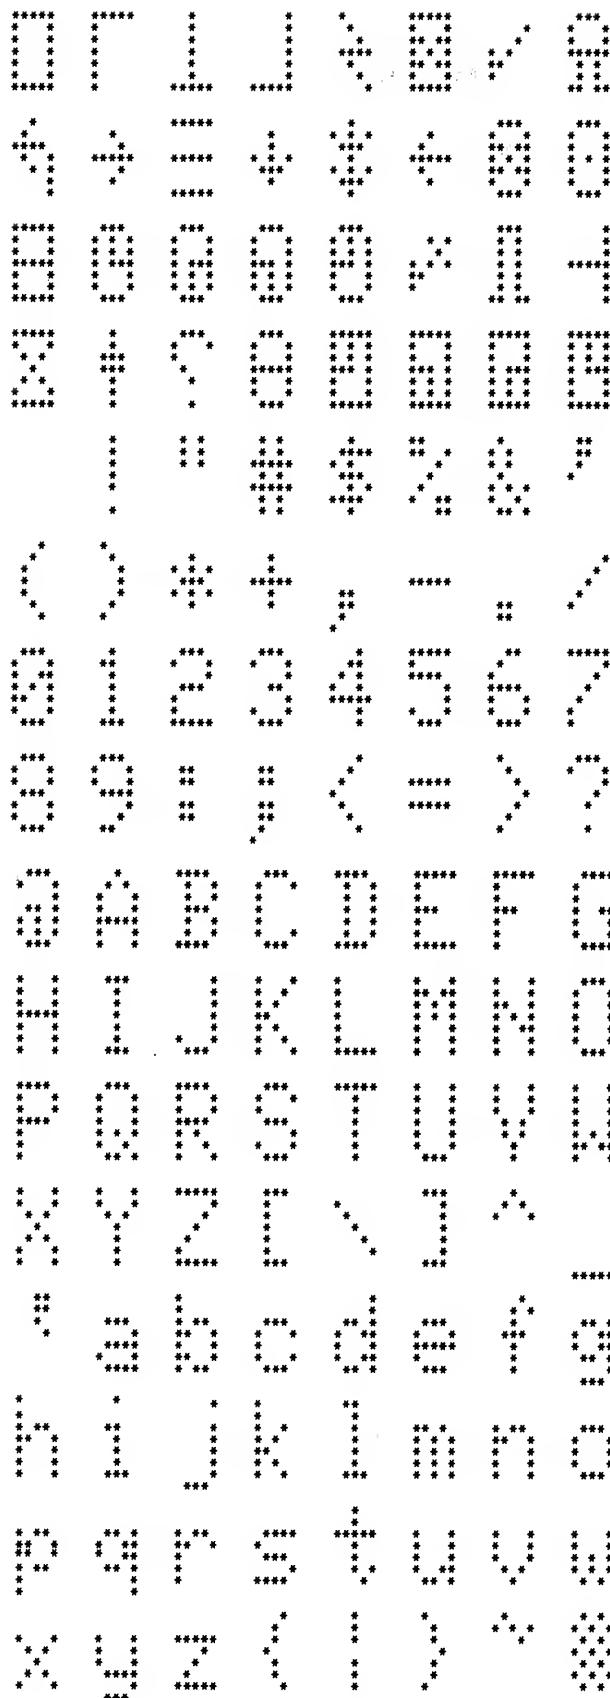 ! " # $ % & '
( ) * + , - . /
0 1 2 3 4 5 6 7
8 9 : ; < = > ?
@ A B C D E F G
H I J K L M N O
P Q R S T U V W
X Y Z [ \ ] ^ _
` a b c d e f g
h i j k l m n o
p q r s t u v w
x y z { | } ~